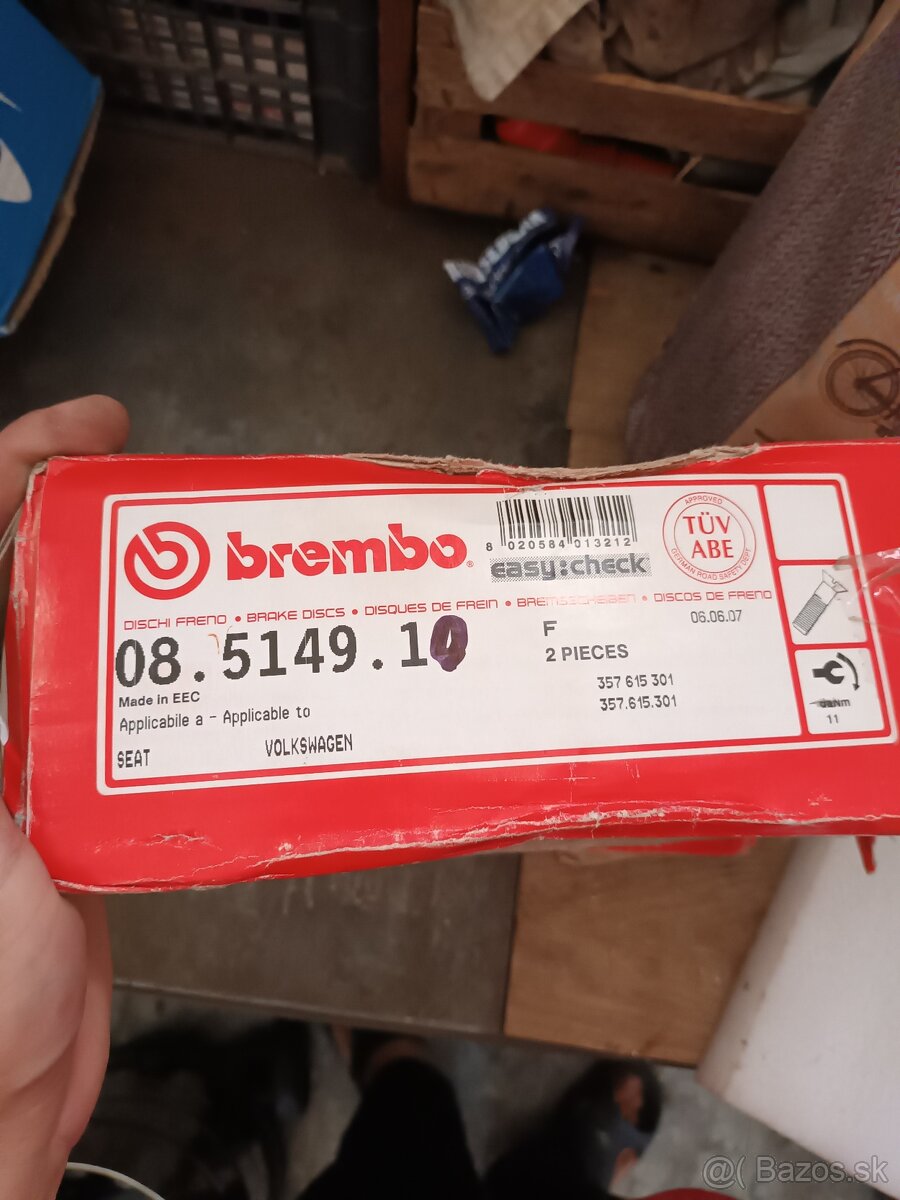 brembo®
8 020584 013212
easy:check
APPROVED
TÜV
ABE
GERMAN ROAD SAFETY DEPT.
DISCHI FRENO • BRAKE DISCS • DISQUES DE FREIN • BREMSSCHEIBEN • DISCOS DE FRENO
06.06.07
08.5149.10
F
2 PIECES
Made in EEC
357 615 301
357.615.301
Applicabile a - Applicable to
SEAT VOLKSWAGEN
daNm
11
@( Bazos.sk